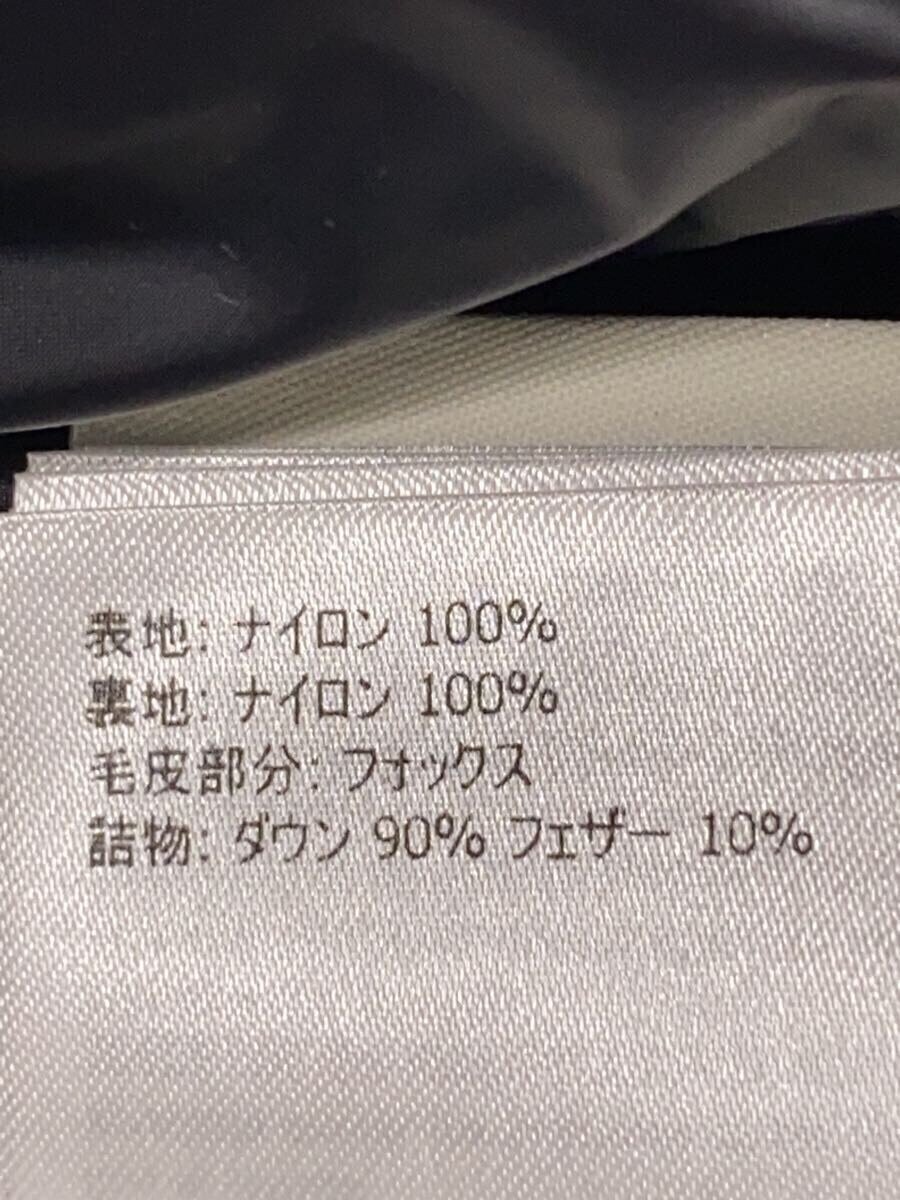 表地: ナイロン 100%
裏地: ナイロン 100%
毛皮部分: フォックス
詰物: ダウン 90% フェザー 10%